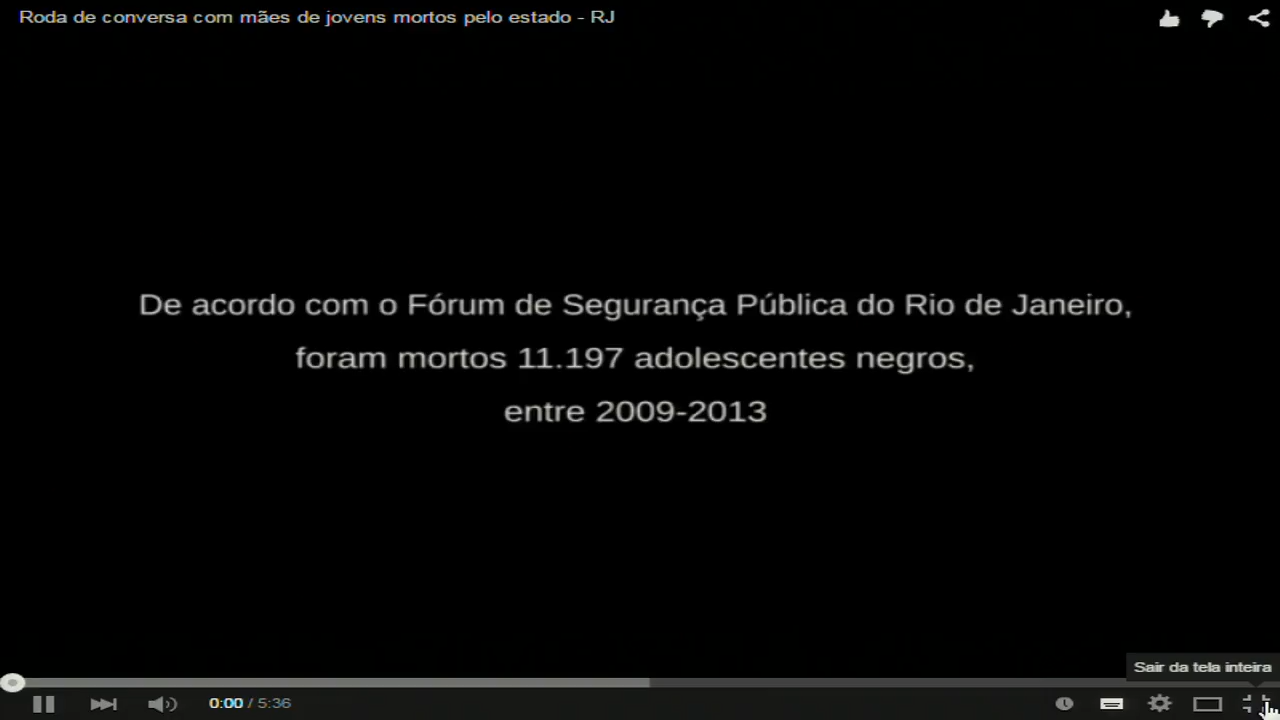 Roda de conversa com mães de jovens mortos pelo estado - RJ
De acordo com o Fórum de Segurança Pública do Rio de Janeiro,
foram mortos 11.197 adolescentes negros,
entre 2009-2013
Sair da tela inteira
0:00 / 5:36